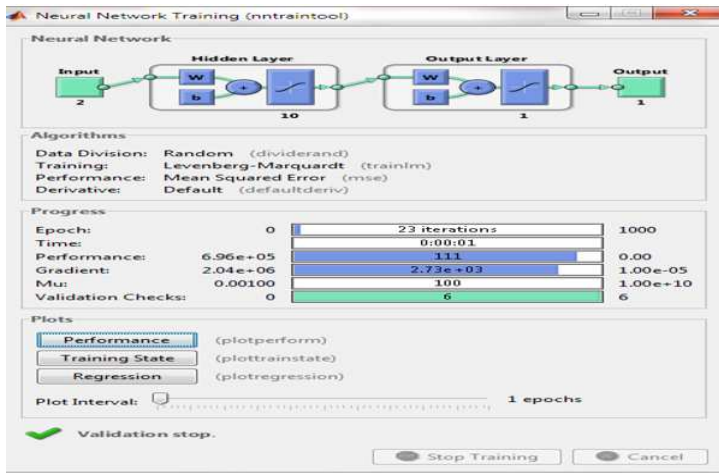 Neural Network Training (nntraintool)
Neural Network
Hidden Layer Output Layer
Input Output
W W
b + b +
2 10 1 1
Algorithms
Data Division: Random (dividerand)
Training: Levenberg-Marquardt (trainlm)
Performance: Mean Squared Error (mse)
Derivative: Default (defaultderiv)
Progress
Epoch: 0 23 iterations 1000
Time: 0:00:01
Performance: 6.96e+05 111 0.00
Gradient: 2.04e+06 2.73e+03 1.00e-05
Mu: 0.00100 100 1.00e+10
Validation Checks: 0 6 6
Plots
Performance (plotperform)
Training State (plottrainstate)
Regression (plotregression)
Plot Interval: 1 epochs
Validation stop.
Stop Training Cancel